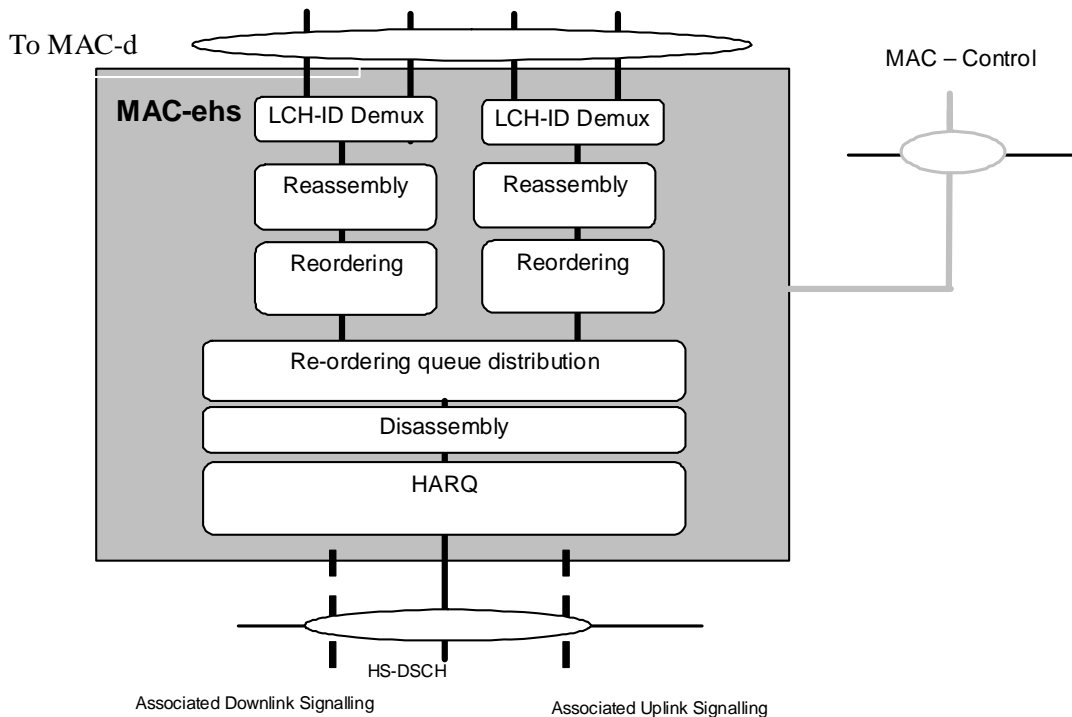 To MAC-d
MAC – Control
MAC-ehs
LCH-ID Demux
LCH-ID Demux
Reassembly
Reassembly
Reordering
Reordering
Re-ordering queue distribution
Disassembly
HARQ
HS-DSCH
Associated Downlink Signalling
Associated Uplink Signalling